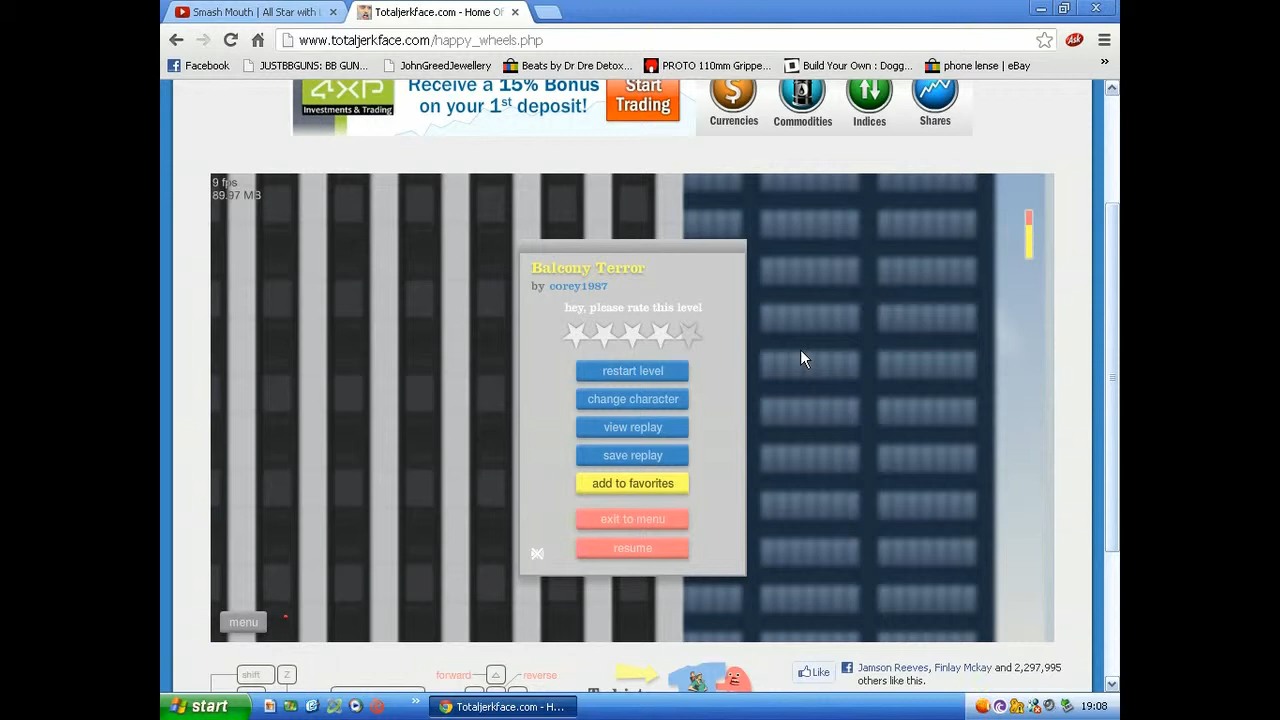 Smash Mouth | All Star with L
Totaljerkface.com - Home Of
www.totaljerkface.com/happy_wheels.php
Facebook
JUSTBBGUNS: BB GUN...
JohnGreedJewellery
Beats by Dr Dre Detox...
PROTO 110mm Grippe...
Build Your Own : Dogg...
phone lense | eBay
4XP
Investments & Trading
Receive a 15% Bonus
on your 1st deposit!
Start
Trading
Currencies
Commodities
Indices
Shares
9 fps
89.97 MB
Balcony Terror
by corey1987
hey, please rate this level
restart level
change character
view replay
save replay
add to favorites
exit to menu
resume
menu
shift
Z
forward
reverse
Like
Jamson Reeves, Finlay Mckay and 2,297,995
others like this.
start
Totaljerkface.com - H...
19:08